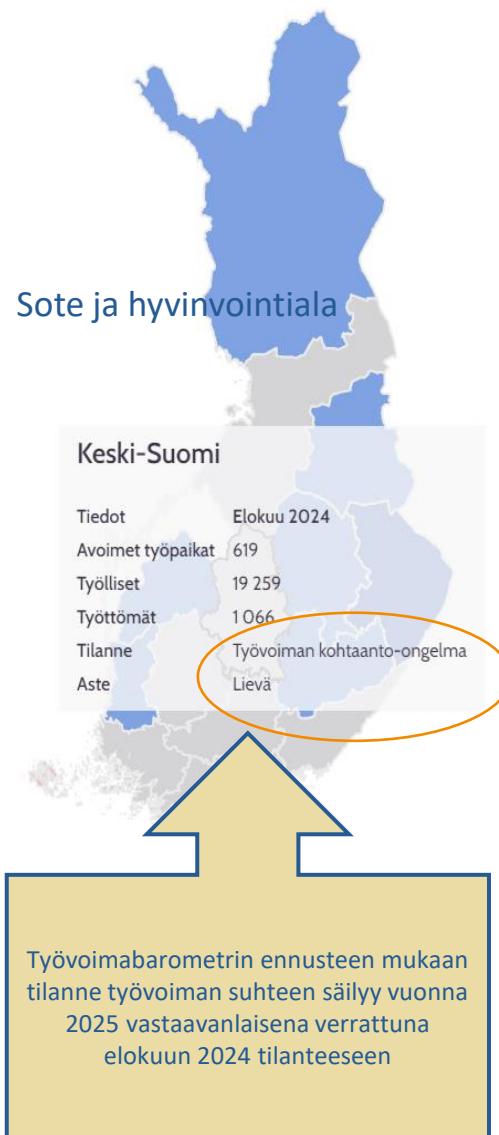 Sote ja hyvinvointiala
Keski-Suomi
Tiedot Elokuu 2024
Avoimet työpaikat 619
Työlliset 19 259
Työttömät 1 066
Tilanne Työvoiman kohtaanto-ongelma
Aste Lievä
Työvoimabarometrin ennusteen mukaan
tilanne työvoiman suhteen säilyy vuonna
2025 vastaavanlaisena verrattuna
elokuun 2024 tilanteeseen